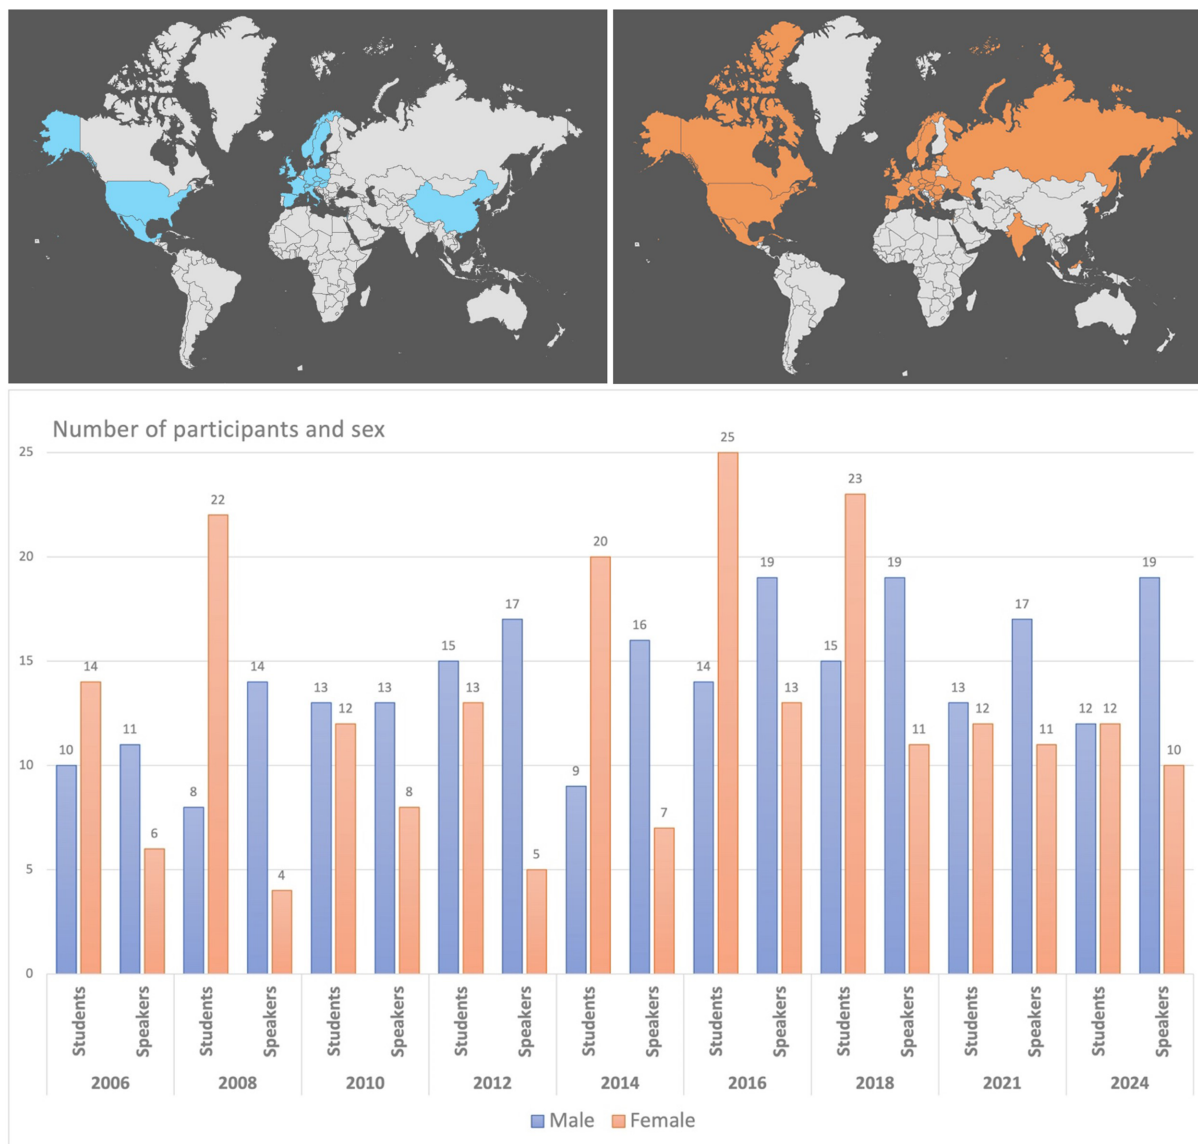 Number of participants and sex
25
20
15
10
5
0
10 14 11 6 8 22 14 4 13 12 13 8 15 13 17 5 9 20 16 7 14 25 19 13 15 23 19 11 13 12 17 11 12 12 19 10
Students Speakers Students Speakers Students Speakers Students Speakers Students Speakers Students Speakers Students Speakers Students Speakers Students Speakers
2006 2008 2010 2012 2014 2016 2018 2021 2024
Male Female